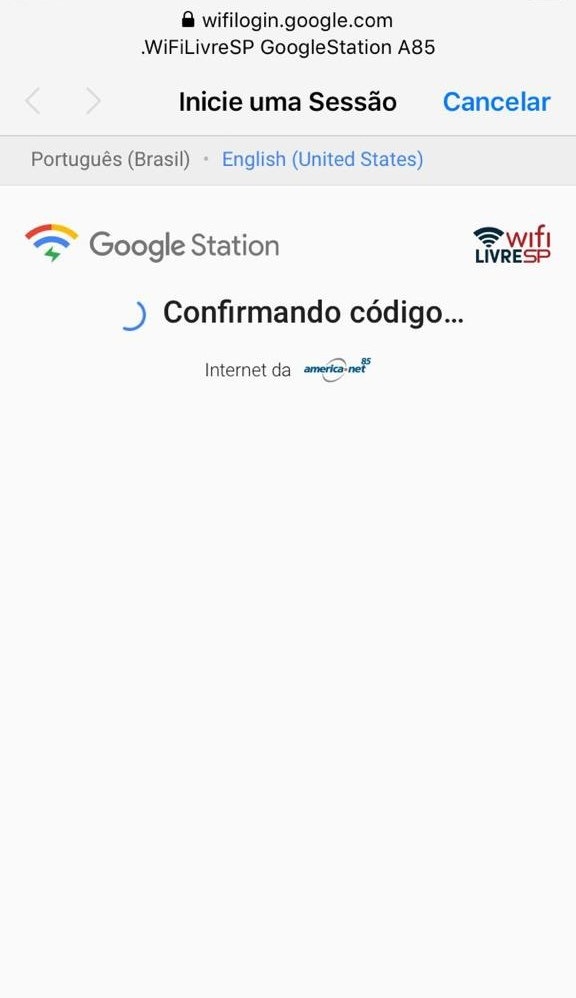 wifilogin.google.com
.WiFiLivreSP GoogleStation A85
Inicie uma Sessão Cancelar
Português (Brasil) • English (United States)
Google Station wifi
LIVRESP
Confirmando código...
Internet da america•net 85